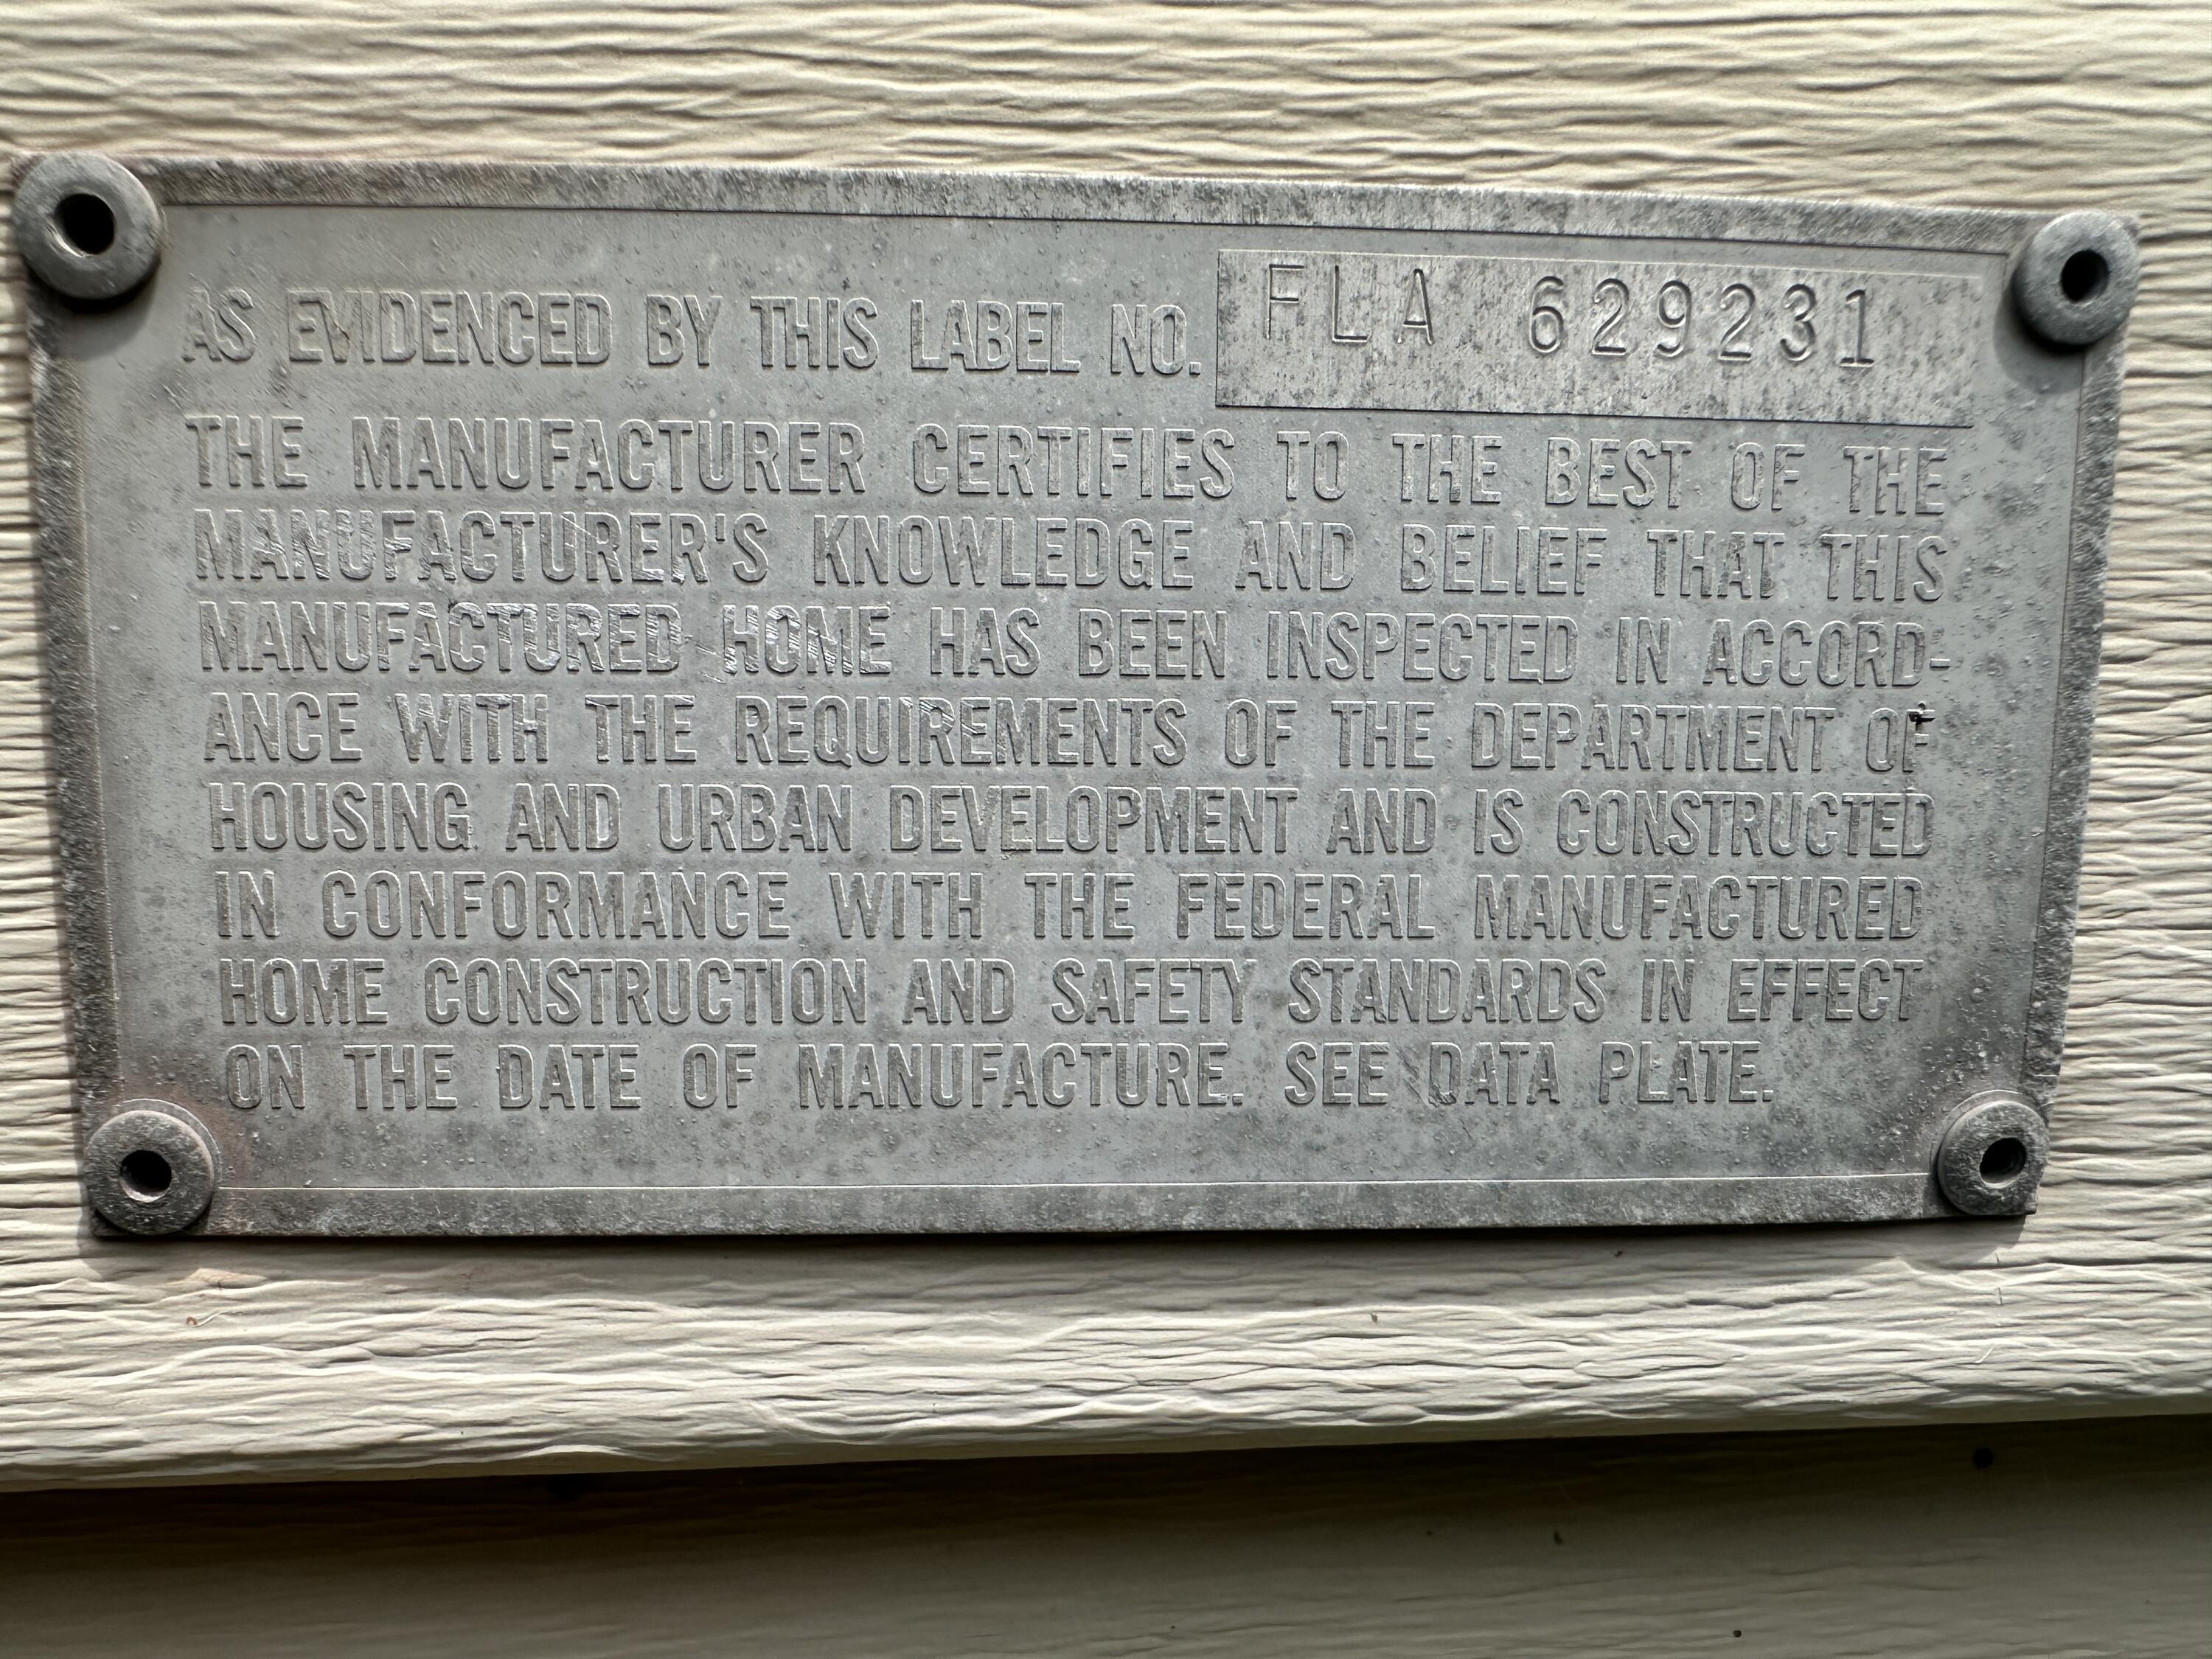 AS EVIDENCED BY THIS LABEL NO. FLA 629231
THE MANUFACTURER CERTIFIES TO THE BEST OF THE
MANUFACTURER'S KNOWLEDGE AND BELIEF THAT THIS
MANUFACTURED HOME HAS BEEN INSPECTED IN ACCORD-
ANCE WITH THE REQUIREMENTS OF THE DEPARTMENT OF
HOUSING AND URBAN DEVELOPMENT AND IS CONSTRUCTED
IN CONFORMANCE WITH THE FEDERAL MANUFACTURED
HOME CONSTRUCTION AND SAFETY STANDARDS IN EFFECT
ON THE DATE OF MANUFACTURE. SEE DATA PLATE.